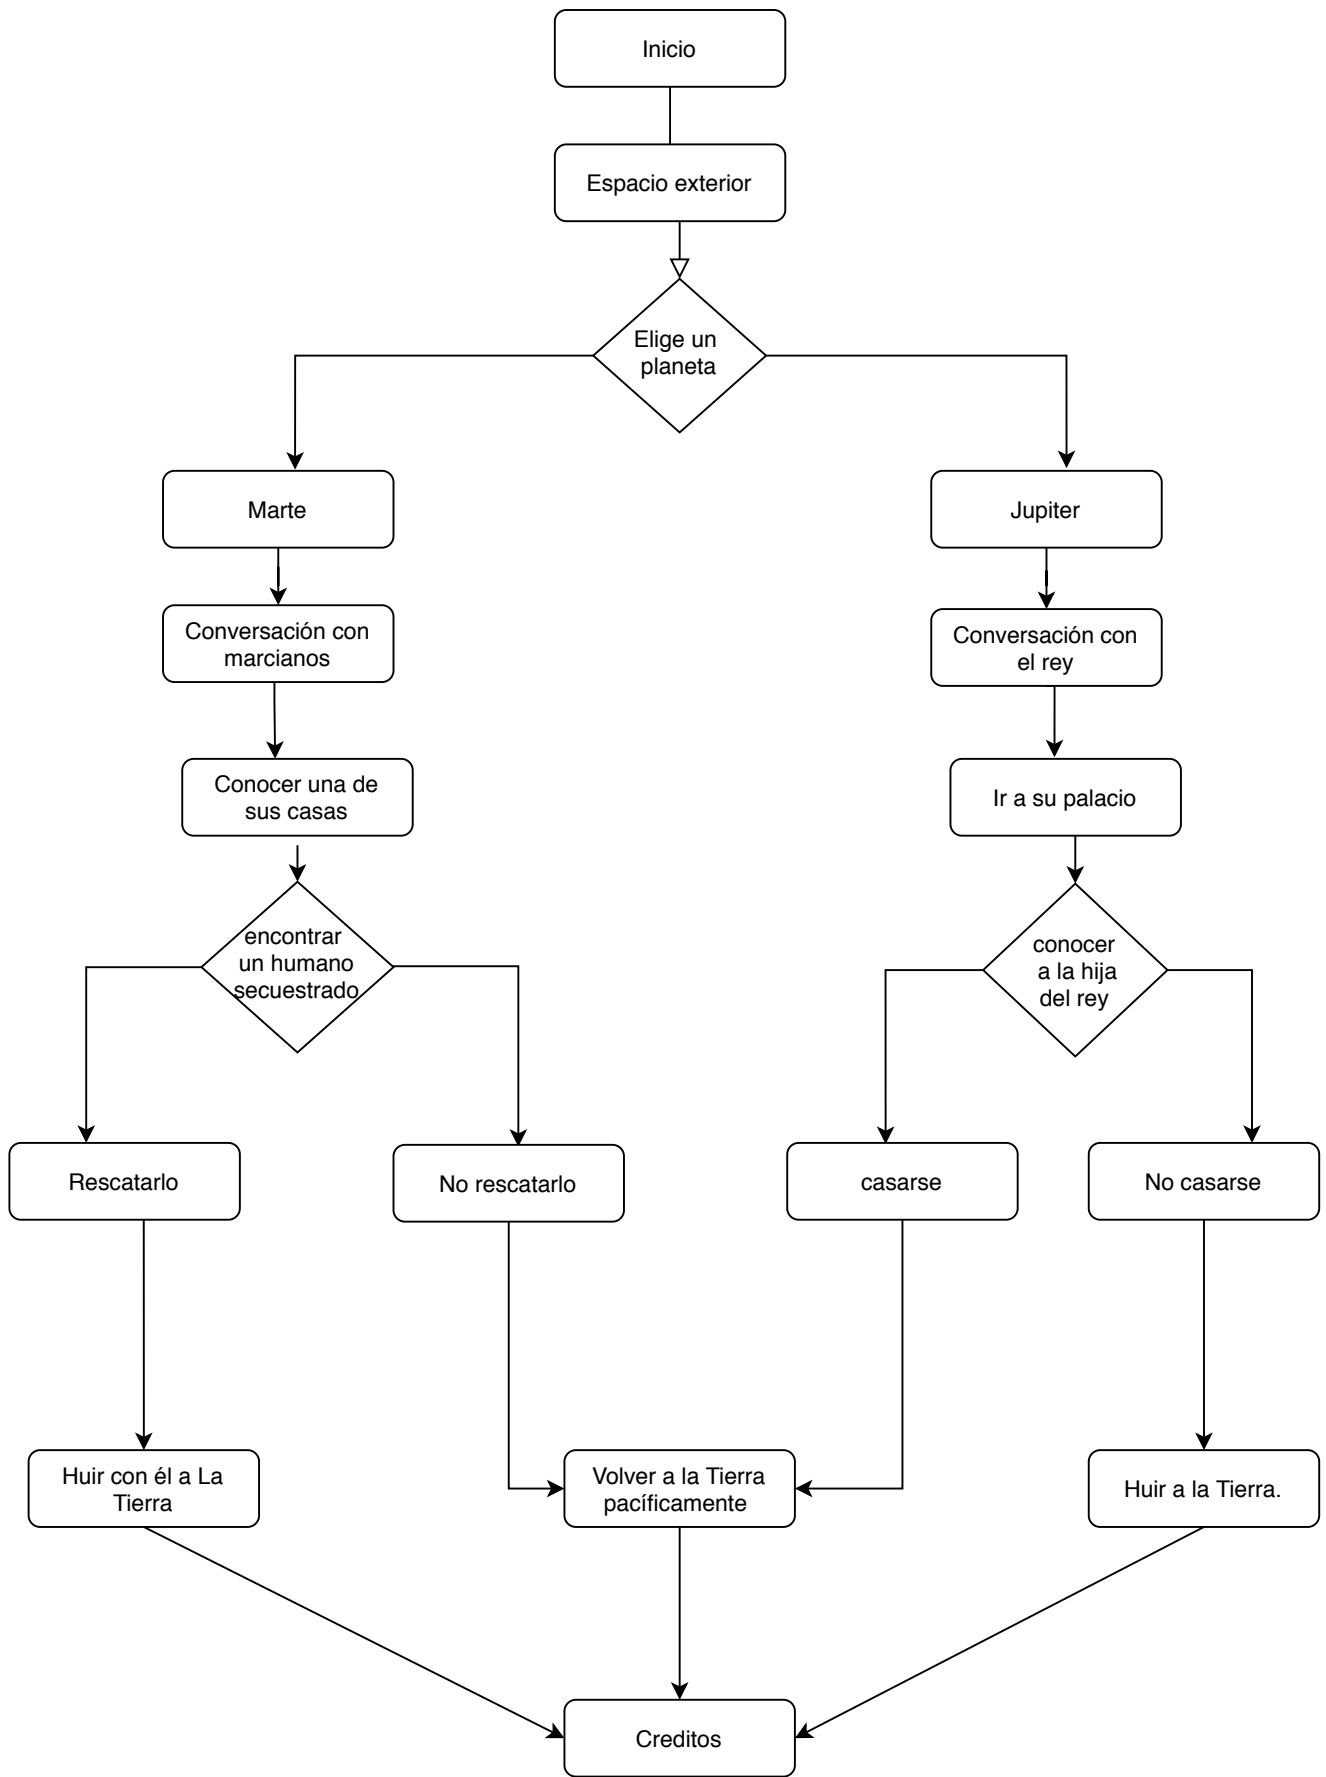 Inicio
Espacio exterior
Elige un
planeta
Marte
Jupiter
Conversación con
marcianos
Conversación con
el rey
Conocer una de
sus casas
Ir a su palacio
encontrar
un humano
secuestrado
conocer
a la hija
del rey
Rescatarlo
No rescatarlo
casarse
No casarse
Huir con él a La
Tierra
Volver a la Tierra
pacíficamente
Huir a la Tierra.
Creditos